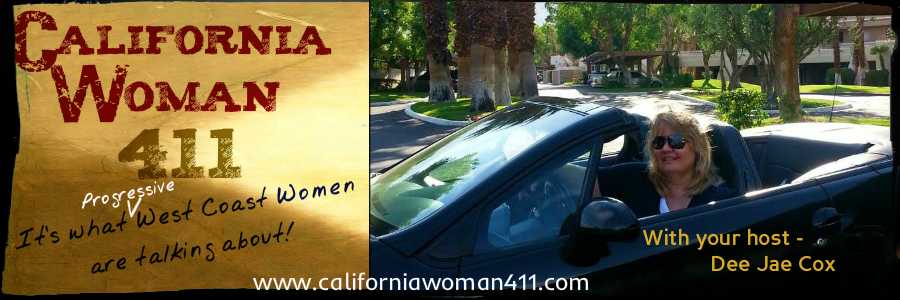 CALIFORNIA
WOMAN
411
Progressive
It's what West Coast Women
are talking about!
With your host -
Dee Jae Cox
www.californiawoman411.com